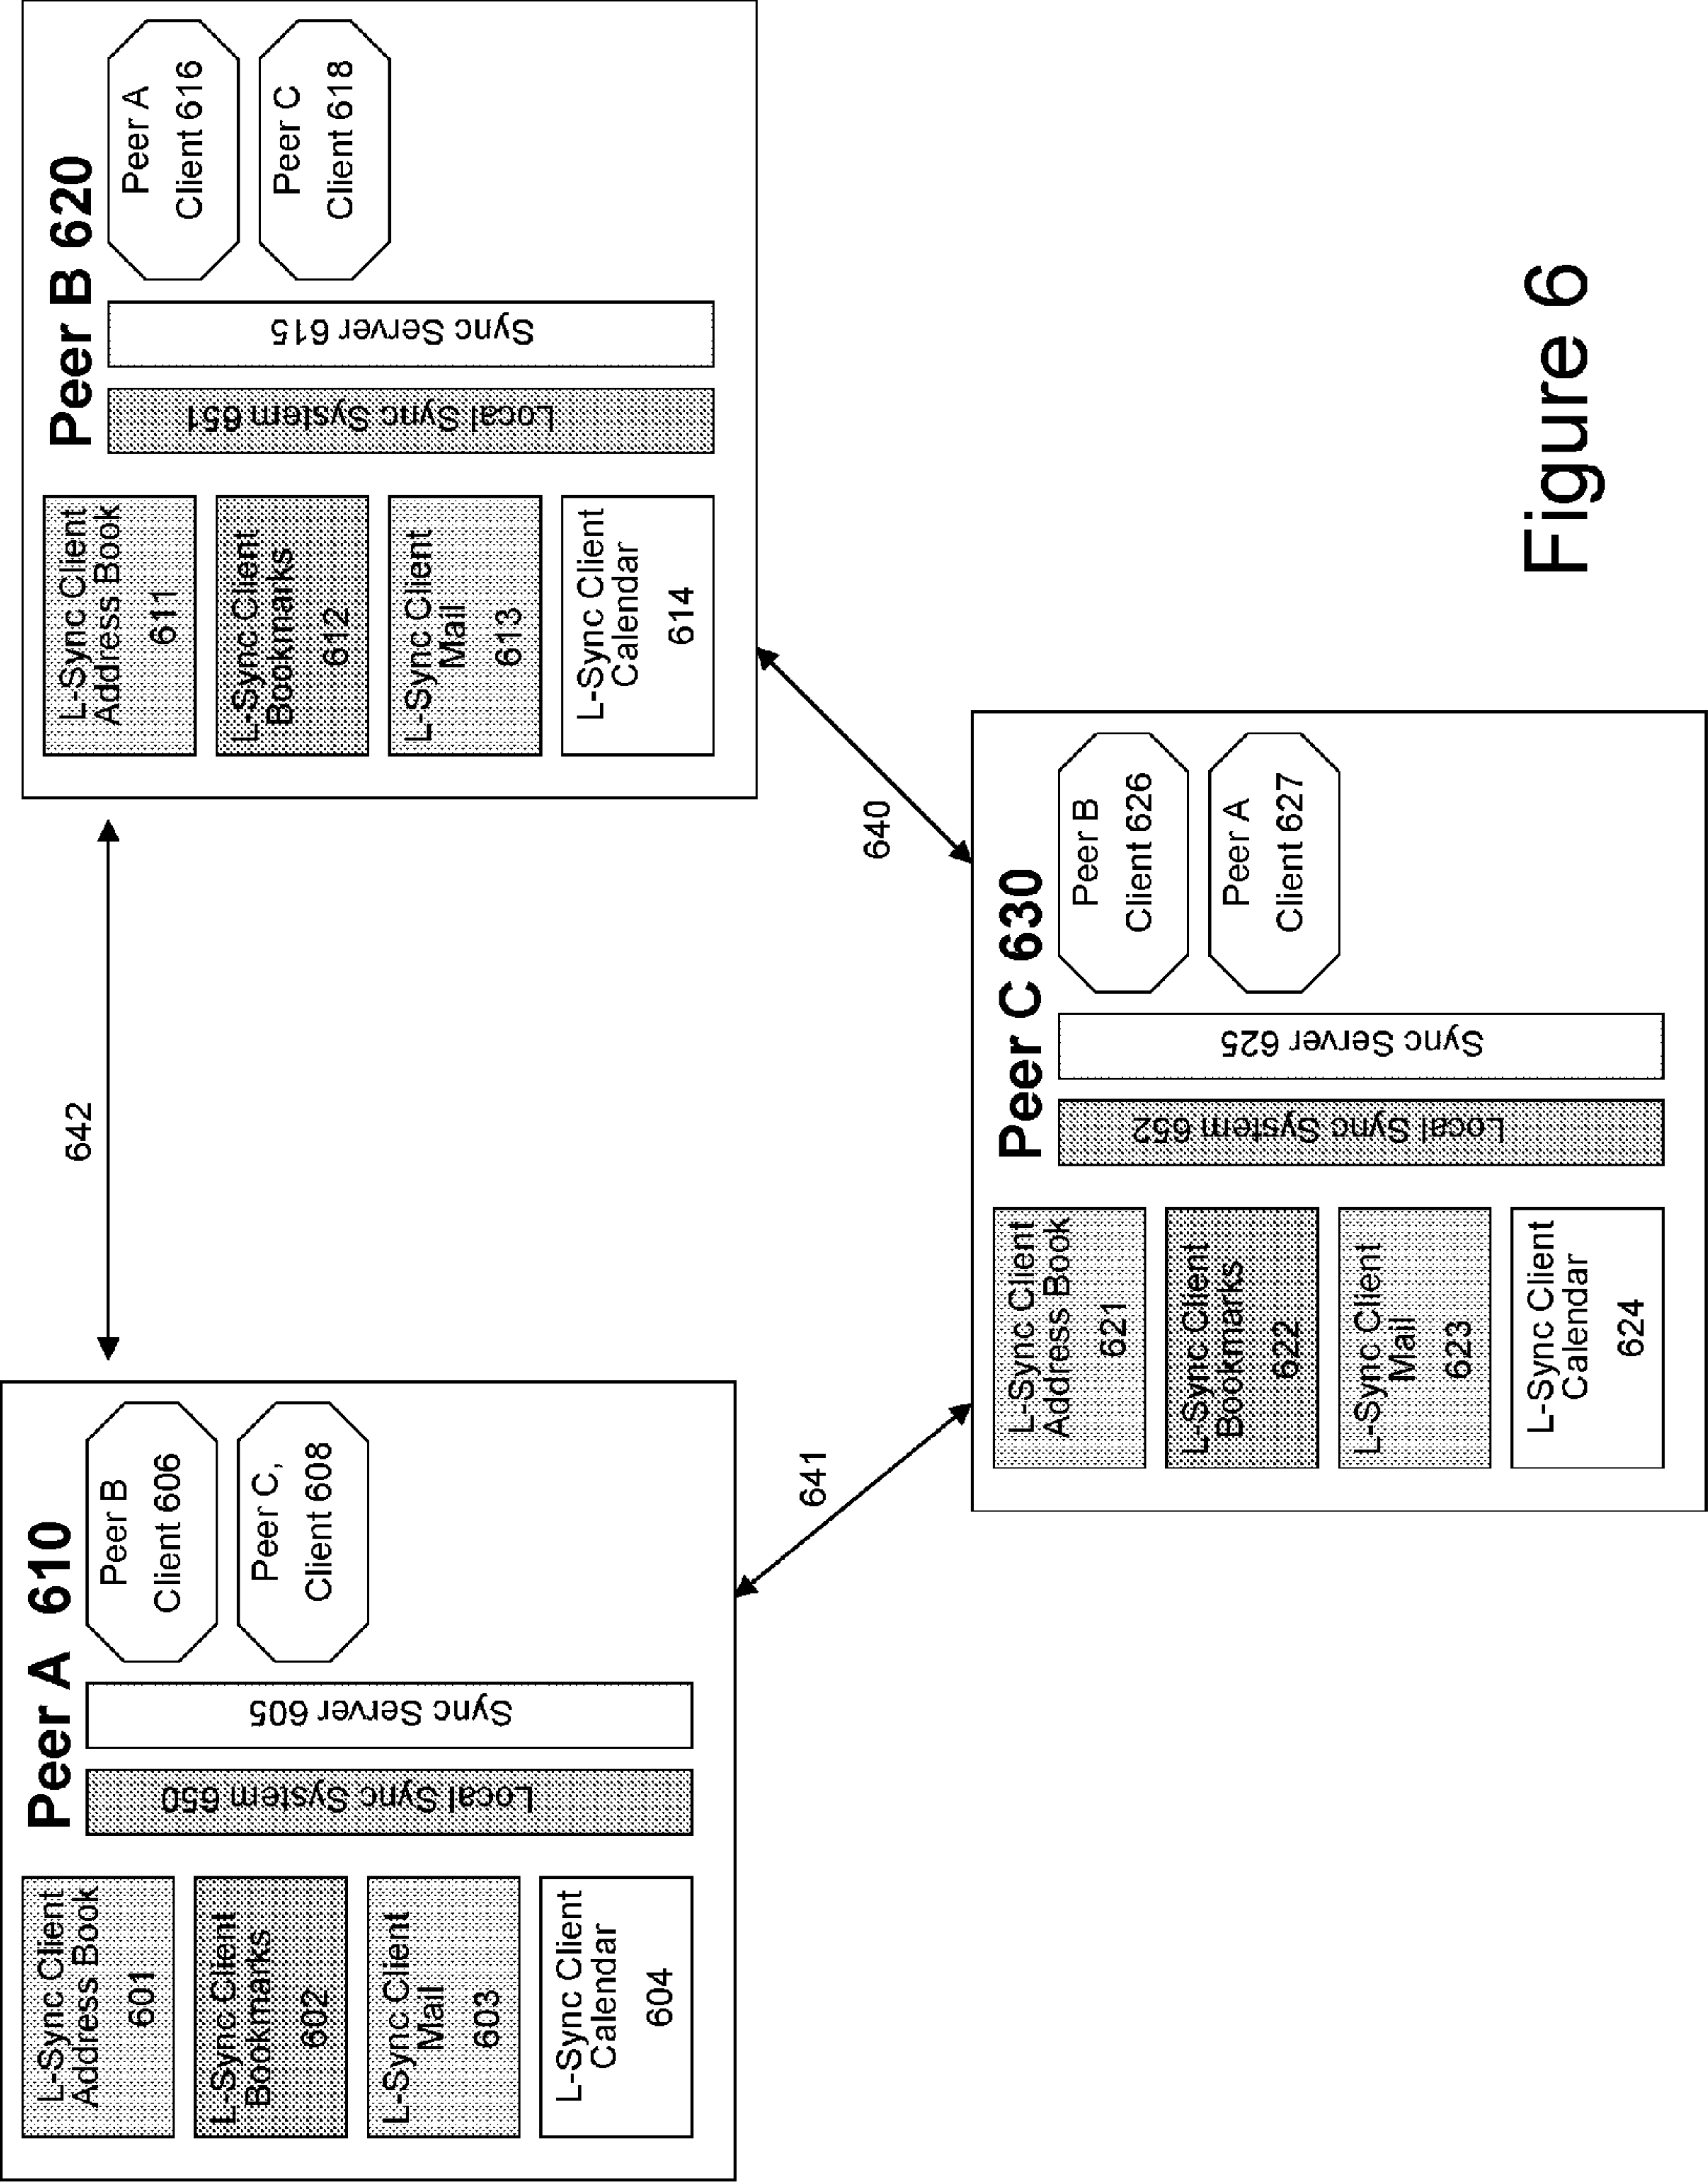 Peer A 610
L-Sync Client
Address Book
601
L-Sync Client
Bookmarks
602
L-Sync Client
Mail
603
L-Sync Client
Calendar
604
Local Sync System 650
Sync Server 605
Peer B
Client 606
Peer C,
Client 608
642
Peer B 620
L-Sync Client
Address Book
611
L-Sync Client
Bookmarks
612
L-Sync Client
Mail
613
L-Sync Client
Calendar
614
Local Sync System 651
Sync Server 615
Peer A
Client 616
Peer C
Client 618
641
640
Peer C 630
L-Sync Client
Address Book
621
L-Sync Client
Bookmarks
622
L-Sync Client
Mail
623
L-Sync Client
Calendar
624
Local Sync System 652
Sync Server 625
Peer B
Client 626
Peer A
Client 627
Figure 6